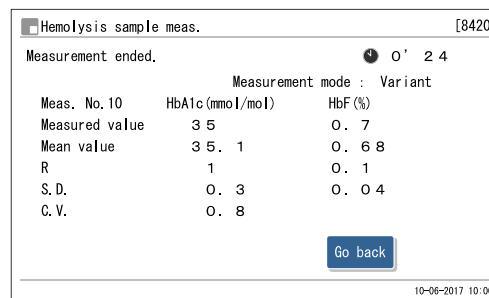 Hemolysis sample meas. [8420
Measurement ended. 0' 24
Measurement mode : Variant
Meas. No.10 HbA1c(mmol/mol) HbF(%)
Measured value 35 0.7
Mean value 35.1 0.68
R 1 0.1
S.D. 0.3 0.04
C.V. 0.8
Go back
10-06-2017 10:00